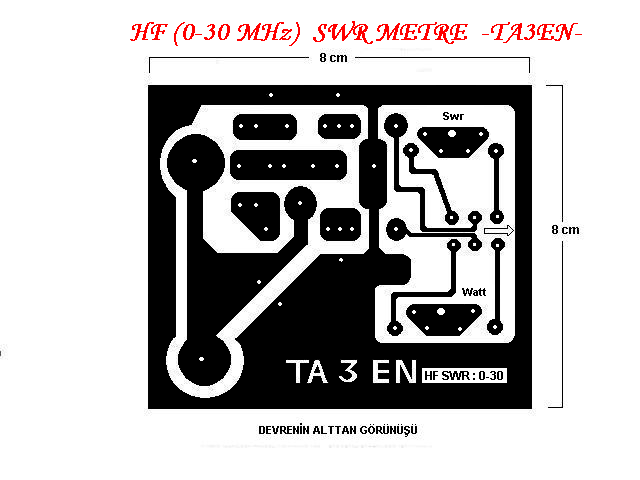 HF (0-30 MHz) SWR METRE -TA3EN-
8 cm
Swr
8 cm
Watt
TA 3 EN
HF SWR : 0-30
DEVRENİN ALTTAN GÖRÜNÜŞÜ